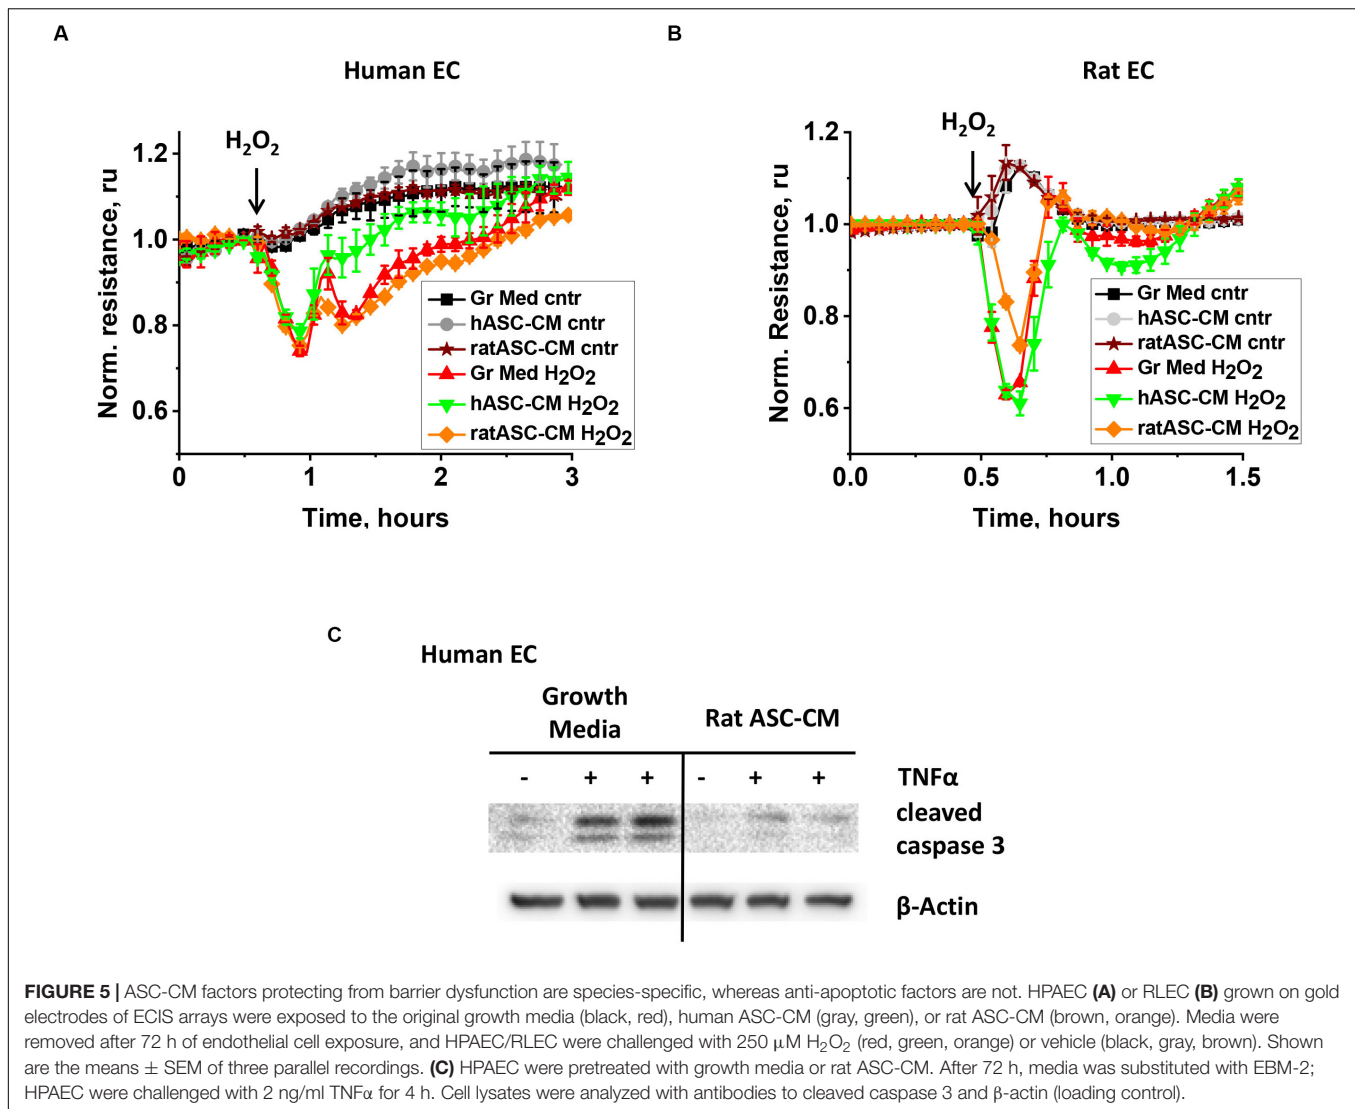 A
Human EC
H2O2
Norm. resistance, ru
1.2
1.0
0.8
0.6
Gr Med cntr
hASC-CM cntr
ratASC-CM cntr
Gr Med H2O2
hASC-CM H2O2
ratASC-CM H2O2
0 1 2 3
Time, hours
B
Rat EC
H2O2
Norm. Resistance, ru
1.2
1.0
0.8
0.6
Gr Med cntr
hASC-CM cntr
ratASC-CM cntr
Gr Med H2O2
hASC-CM H2O2
ratASC-CM H2O2
0.0 0.5 1.0 1.5
Time, hours
C
Human EC
Growth
Media
Rat ASC-CM
- + + - + + TNFα
cleaved
caspase 3
β-Actin
FIGURE 5 | ASC-CM factors protecting from barrier dysfunction are species-specific, whereas anti-apoptotic factors are not. HPAEC (A) or RLEC (B) grown on gold
electrodes of ECIS arrays were exposed to the original growth media (black, red), human ASC-CM (gray, green), or rat ASC-CM (brown, orange). Media were
removed after 72 h of endothelial cell exposure, and HPAEC/RLEC were challenged with 250 μM H2O2 (red, green, orange) or vehicle (black, gray, brown). Shown
are the means ± SEM of three parallel recordings. (C) HPAEC were pretreated with growth media or rat ASC-CM. After 72 h, media was substituted with EBM-2;
HPAEC were challenged with 2 ng/ml TNFα for 4 h. Cell lysates were analyzed with antibodies to cleaved caspase 3 and β-actin (loading control).